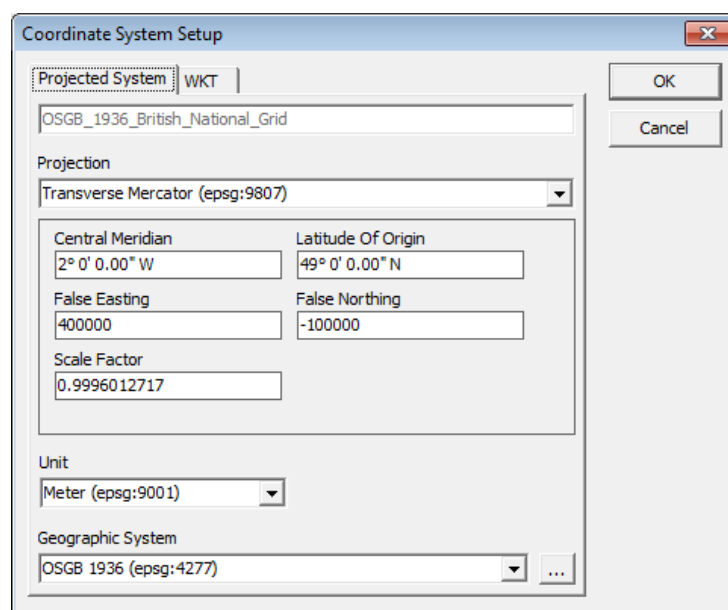 Coordinate System Setup
Projected System
WKT
OK
OSGB_1936_British_National_Grid
Cancel
Projection
Transverse Mercator (epsg:9807)
Central Meridian
Latitude Of Origin
2° 0' 0.00" W
49° 0' 0.00" N
False Easting
False Northing
400000
-100000
Scale Factor
0.9996012717
Unit
Meter (epsg:9001)
Geographic System
OSGB 1936 (epsg:4277)
...